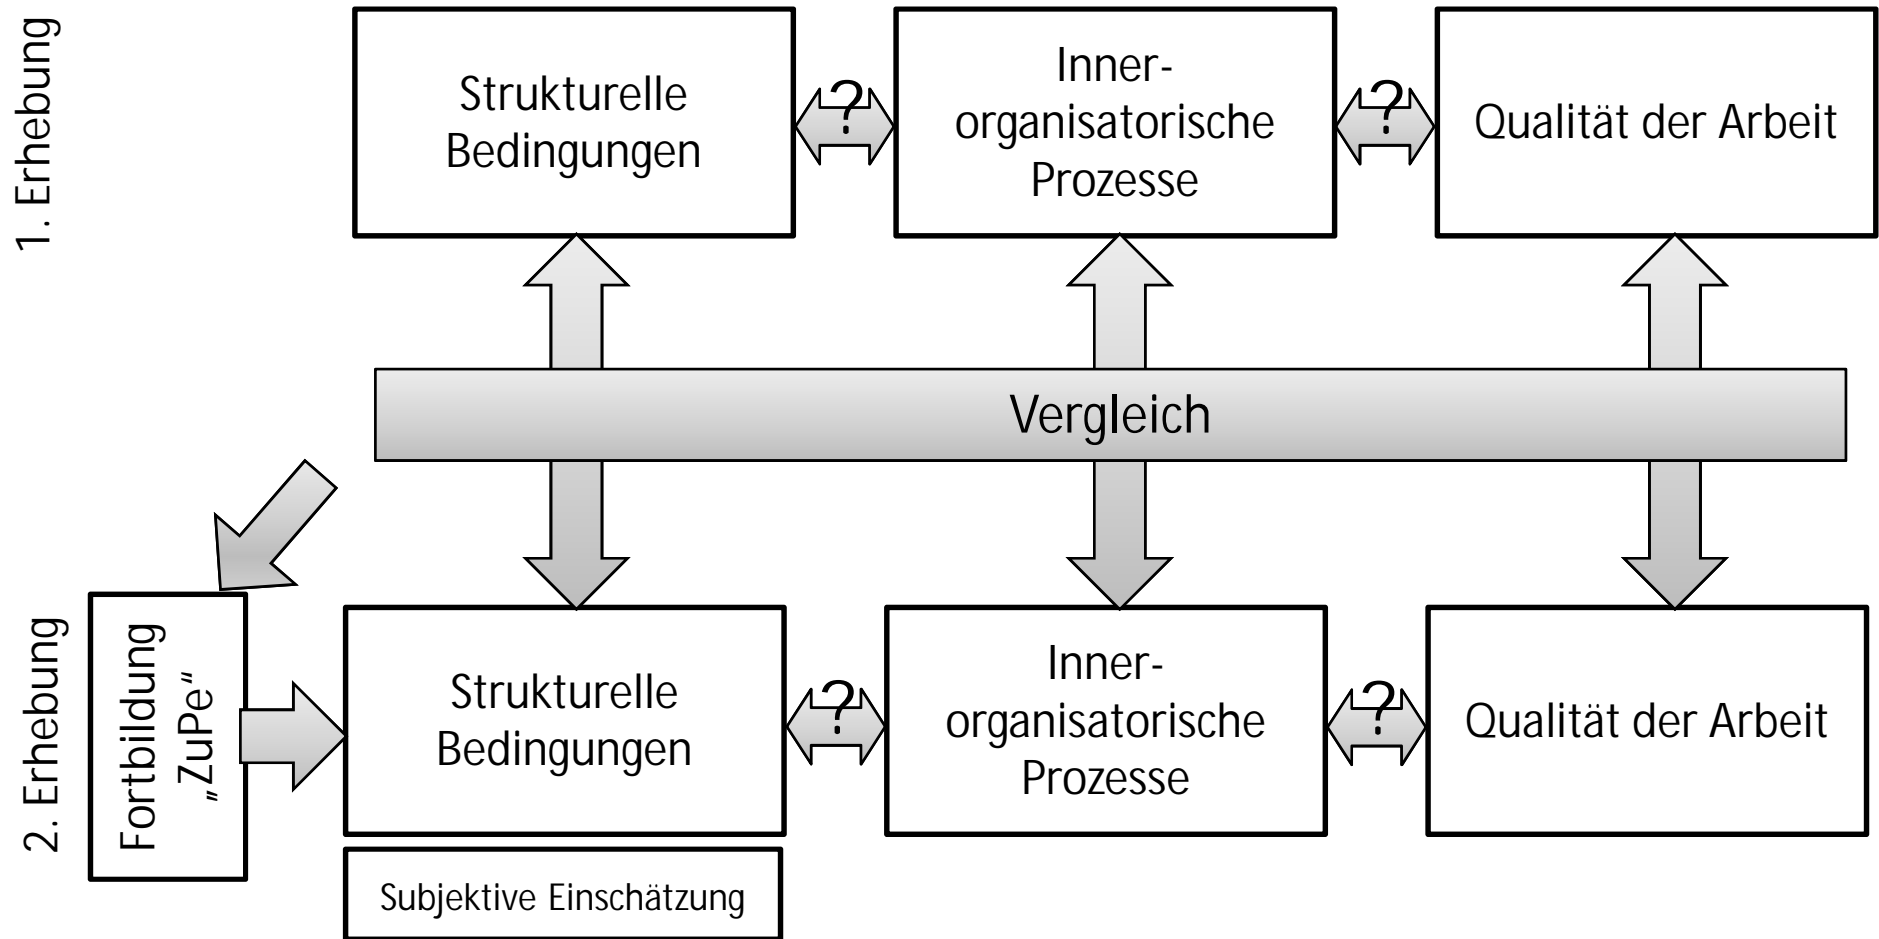 1. Erhebung
Strukturelle
Bedingungen
?
Inner-
organisatorische
Prozesse
?
Qualität der Arbeit
Vergleich
2. Erhebung
Fortbildung
„ZuPe“
Strukturelle
Bedingungen
?
Inner-
organisatorische
Prozesse
?
Qualität der Arbeit
Subjektive Einschätzung